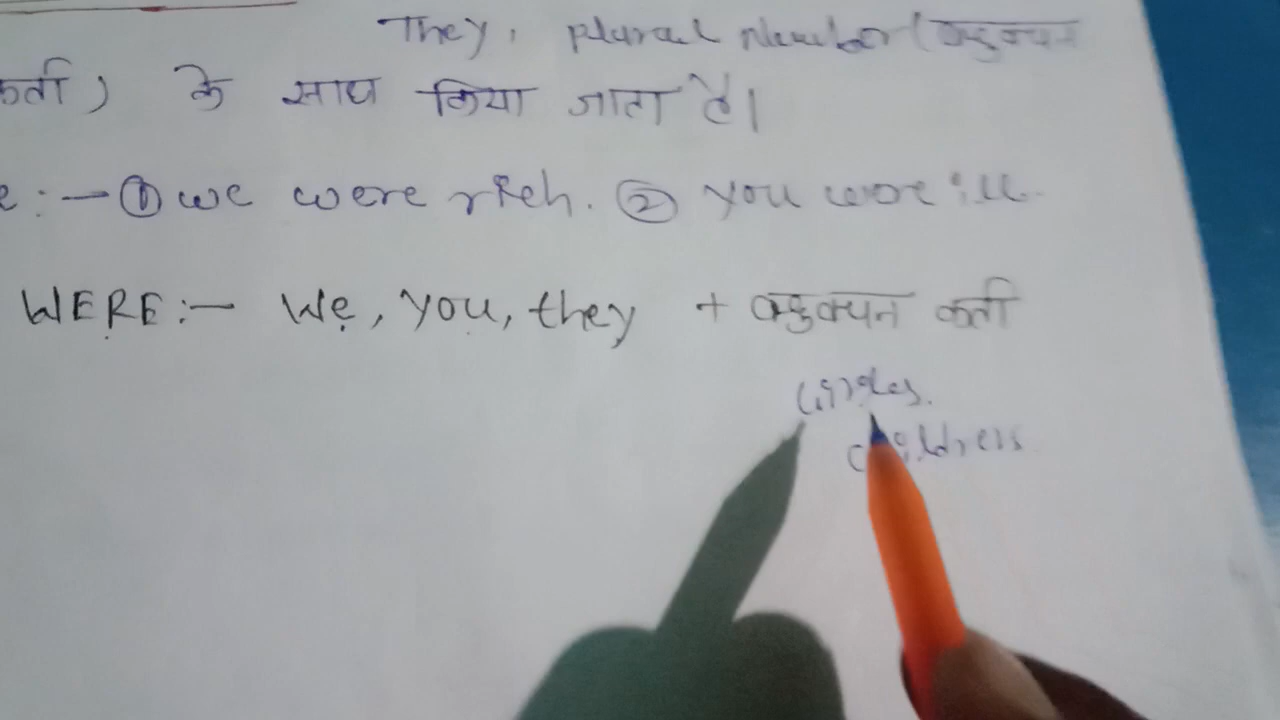 They, plural Number (बहुवचन
कर्ता) के साथ किया जाता है।
e :- ① we were rich. ② you were ill.
WERE :- We, you, they + बहुवचन कर्ता
children